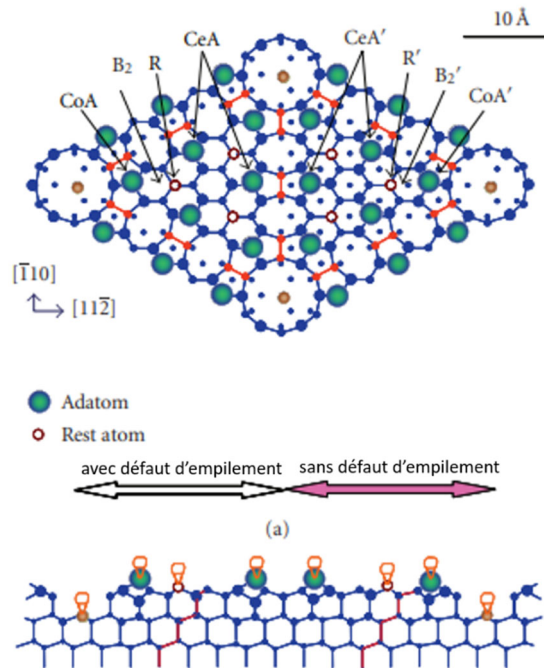 10 Å
CeA CeA′
B₂ R R′ B₂′
CoA CoA′
[1̅10]
[112̅]
Adatom
Rest atom
avec défaut d'empilement sans défaut d'empilement
(a)